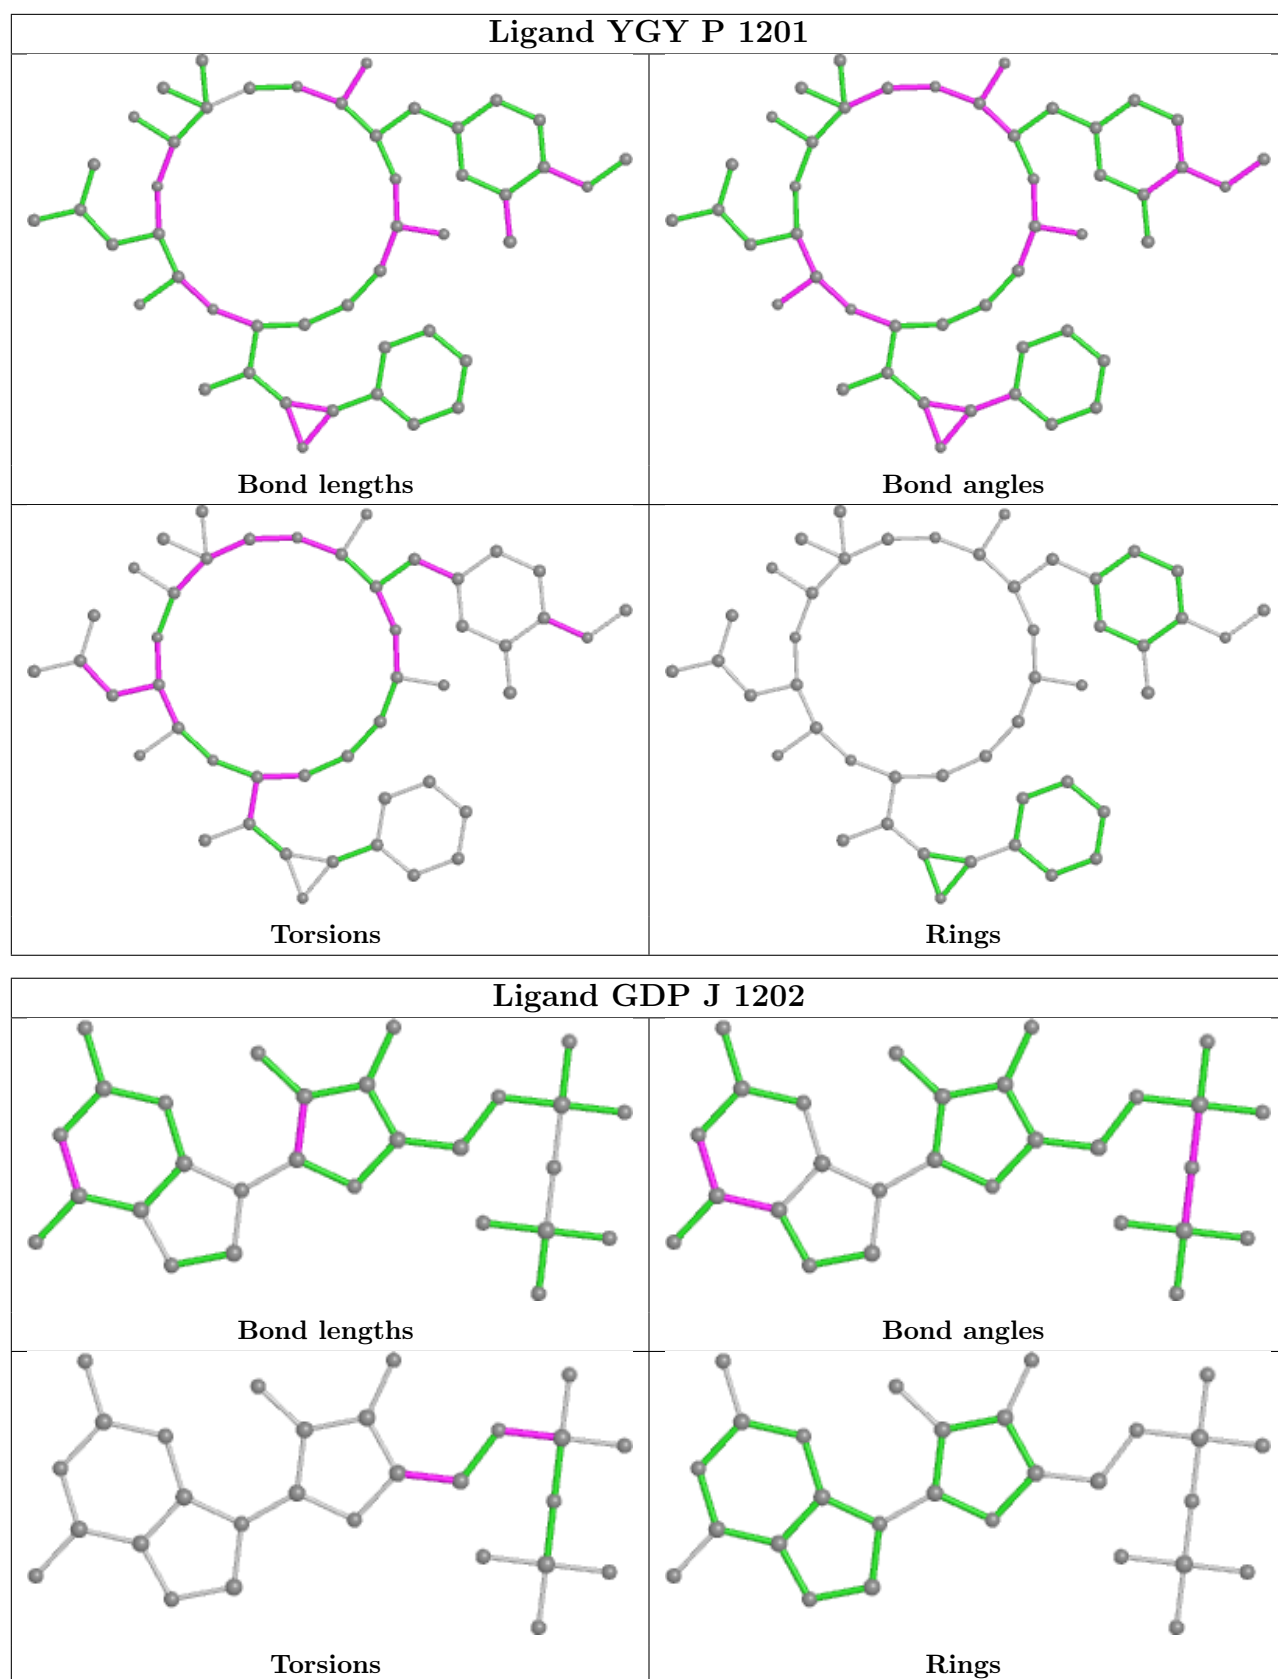 Ligand YGY P 1201
Bond lengths
Bond angles
Torsions
Rings
Ligand GDP J 1202
Bond lengths
Bond angles
Torsions
Rings